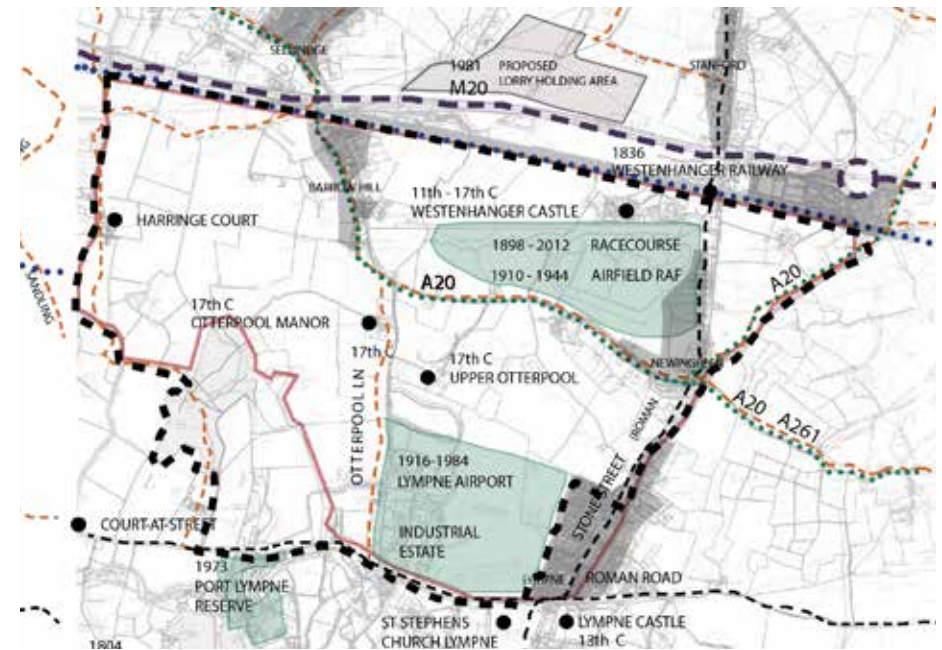 SELLINDGE
1981
M20
PROPOSED
LORRY HOLDING AREA
STANFORD
1836
WESTENHANGER RAILWAY
BARROW HILL
11th - 17th C
WESTENHANGER CASTLE
HARRINGE COURT
1898 - 2012 RACECOURSE
1910 - 1944 AIRFIELD RAF
A20
A20
SANDLING
17th C
OTTERPOOL MANOR
17th C
17th C
UPPER OTTERPOOL
NEWINGREEN
OTTERPOOL LN
(ROMAN
STONE STREET
A20 A261
1916-1984
LYMPNE AIRPORT
INDUSTRIAL
ESTATE
COURT-AT-STREET
1973
PORT LYMPNE
RESERVE
LYMPNE
ROMAN ROAD
ST STEPHENS
CHURCH LYMPNE
LYMPNE CASTLE
13th C
1804